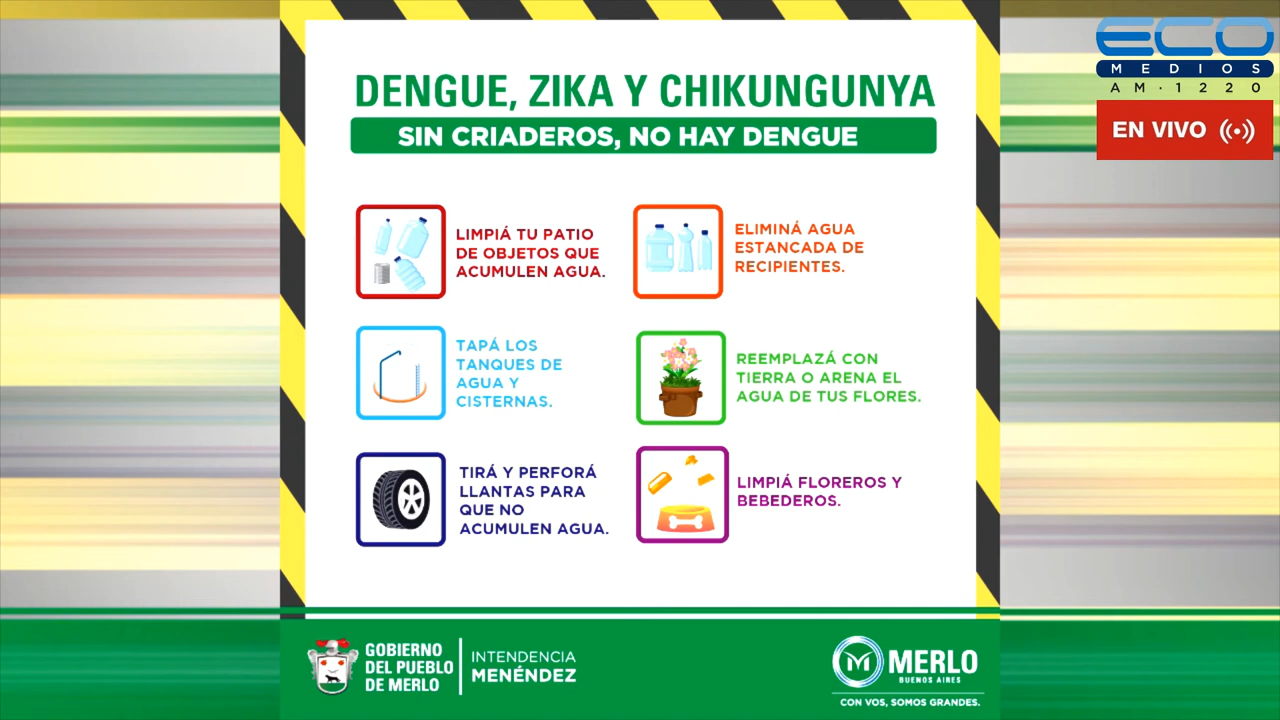 ECO
MEDIOS
AM·1220
EN VIVO
DENGUE, ZIKA Y CHIKUNGUNYA
SIN CRIADEROS, NO HAY DENGUE
LIMPIÁ TU PATIO
DE OBJETOS QUE
ACUMULEN AGUA.
ELIMINÁ AGUA
ESTANCADA DE
RECIPIENTES.
TAPÁ LOS
TANQUES DE
AGUA Y
CISTERNAS.
REEMPLAZÁ CON
TIERRA O ARENA EL
AGUA DE TUS FLORES.
TIRÁ Y PERFORÁ
LLANTAS PARA
QUE NO
ACUMULEN AGUA.
LIMPIÁ FLOREROS Y
BEBEDEROS.
GOBIERNO
DEL PUEBLO
DE MERLO
INTENDENCIA
MENÉNDEZ
MERLO
BUENOS AIRES
CON VOS, SOMOS GRANDES.